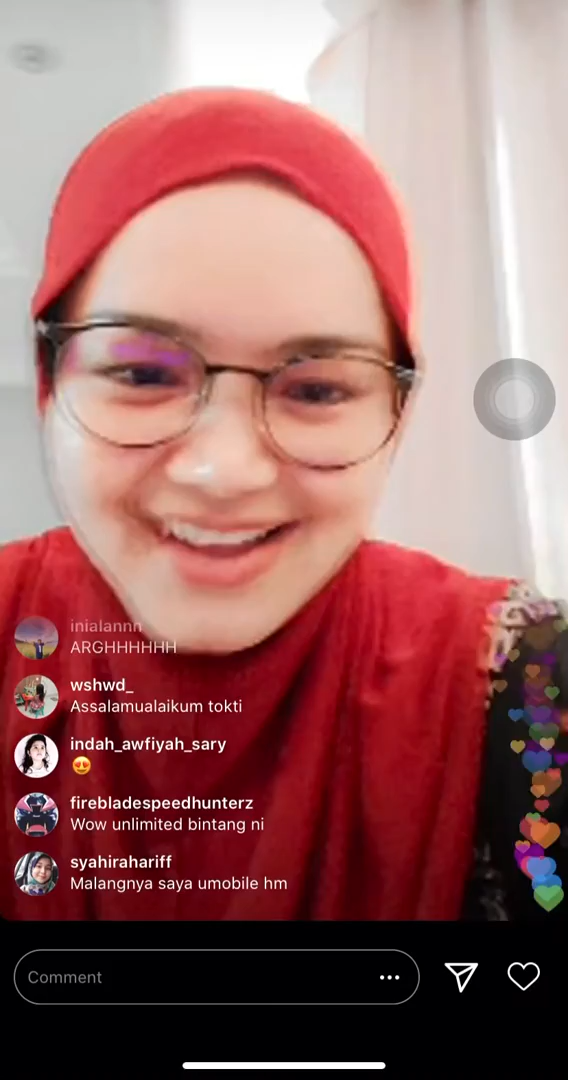 inialannn
ARGHHHHHH
wshwd_
Assalamualaikum tokti
indah_awfiyah_sary
😍
firebladespeedhunterz
Wow unlimited bintang ni
syahirahariff
Malangnya saya umobile hm
Comment